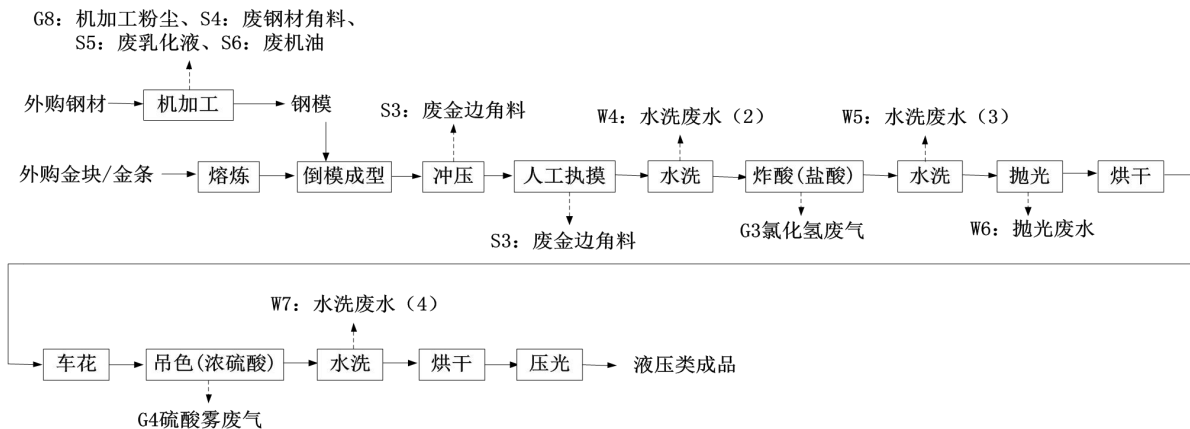 G8：机加工粉尘、S4：废钢材角料、
S5：废乳化液、S6：废机油
外购钢材
机加工
钢模
S3：废金边角料
W4：水洗废水（2）
W5：水洗废水（3）
外购金块/金条
熔炼
倒模成型
冲压
人工执摸
水洗
炸酸(盐酸)
水洗
抛光
烘干
S3：废金边角料
G3氯化氢废气
W6：抛光废水
W7：水洗废水（4）
车花
吊色(浓硫酸)
水洗
烘干
压光
液压类成品
G4硫酸雾废气